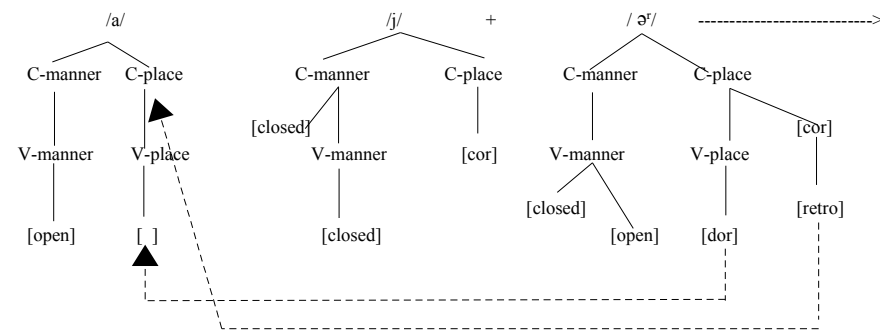 /a/ /j/ + / əʳ/
C-manner C-place C-manner C-place C-manner C-place
[closed] [cor]
V-manner V-place V-manner [cor] V-manner V-place
[closed] [retro]
[open] [ ] [closed] [open] [dor]